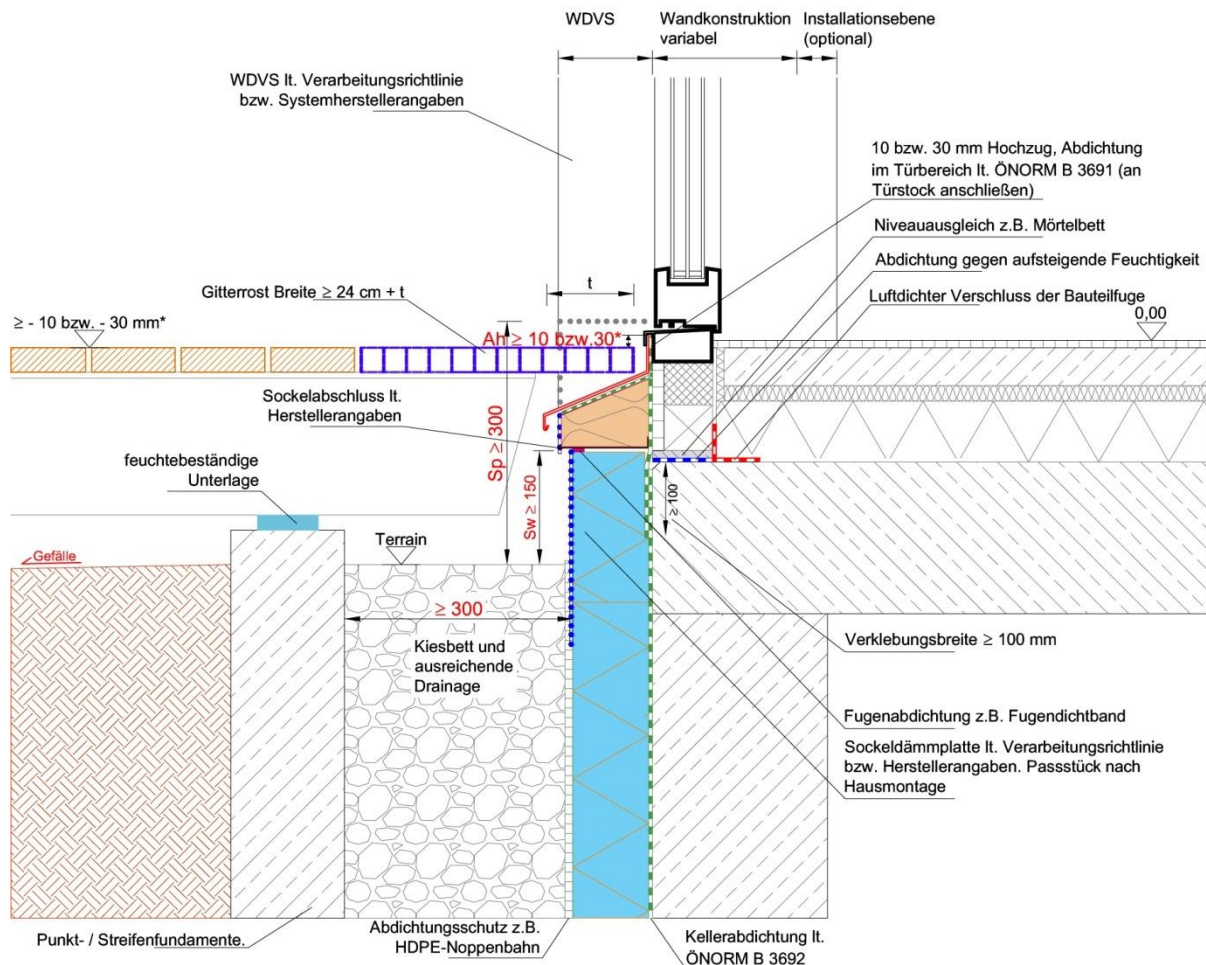 WDVS
Wandkonstruktion
variabel
Installationsebene
(optional)
WDVS lt. Verarbeitungsrichtlinie
bzw. Systemherstellerangaben
10 bzw. 30 mm Hochzug, Abdichtung
im Türbereich lt. ÖNORM B 3691 (an
Türstock anschließen)
Niveauausgleich z.B. Mörtelbett
Abdichtung gegen aufsteigende Feuchtigkeit
Luftdichter Verschluss der Bauteilfuge
0,00
t
Gitterrost Breite ≥ 24 cm + t
≥ - 10 bzw. - 30 mm*
Ah ≥ 10 bzw.30*
Sockelabschluss lt.
Herstellerangaben
Sp ≥ 300
feuchtebeständige
Unterlage
Sw ≥ 150
≥ 100
Terrain
Gefälle
≥ 300
Kiesbett und
ausreichende
Drainage
Verklebungsbreite ≥ 100 mm
Fugenabdichtung z.B. Fugendichtband
Sockeldämmplatte lt. Verarbeitungsrichtlinie
bzw. Herstellerangaben. Passstück nach
Hausmontage
Punkt- / Streifenfundamente.
Abdichtungsschutz z.B.
HDPE-Noppenbahn
Kellerabdichtung lt.
ÖNORM B 3692